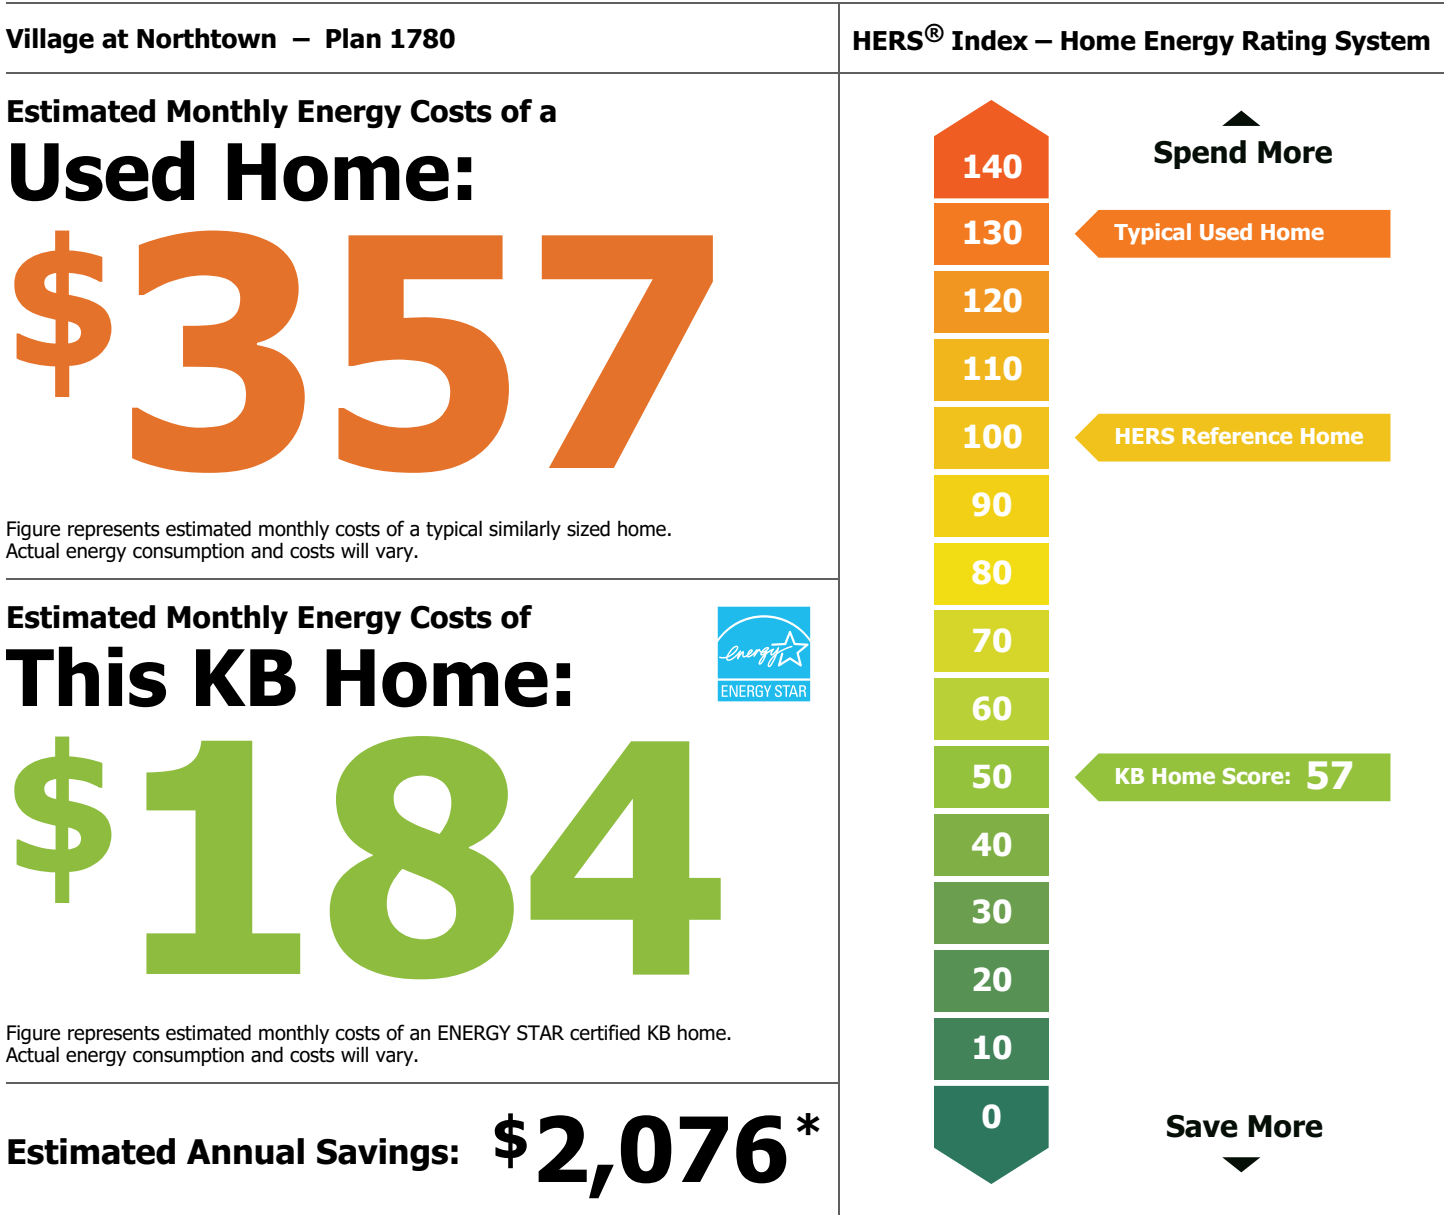 Village at Northtown – Plan 1780
Estimated Monthly Energy Costs of a
Used Home:
$357
Figure represents estimated monthly costs of a typical similarly sized home.
Actual energy consumption and costs will vary.
Estimated Monthly Energy Costs of
This KB Home:
energy
ENERGY STAR
$184
Figure represents estimated monthly costs of an ENERGY STAR certified KB home.
Actual energy consumption and costs will vary.
Estimated Annual Savings: $2,076*
HERS® Index – Home Energy Rating System
Spend More
140
130 Typical Used Home
120
110
100 HERS Reference Home
90
80
70
60
50 KB Home Score: 57
40
30
20
10
0
Save More